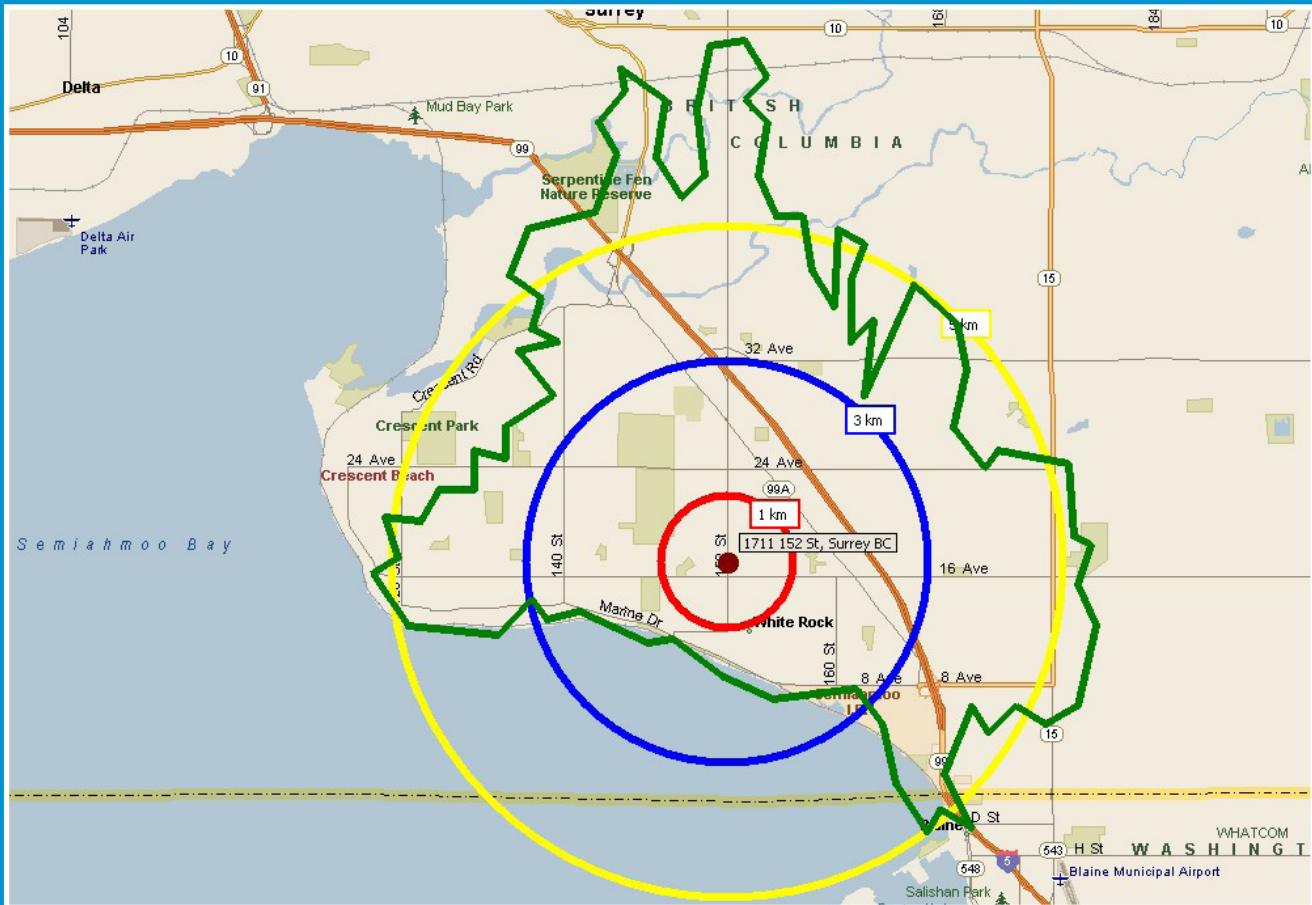 Surrey
104
10
168
184
10
10
Delta
91
Mud Bay Park
BRITISH
COLUMBIA
99
Serpentine Fen
Nature Reserve
Delta Air
Park
15
5 km
32 Ave
Crescent Rd
3 km
Crescent Park
24 Ave
24 Ave
Crescent Beach
99A
1 km
Semiahmoo Bay
140 St
152 St
1711 152 St, Surrey BC
16 Ave
Marine Dr
White Rock
160 St
8 Ave
8 Ave
Semiahmoo
I.R.
15
99
D St
Blaine
WHATCOM
543
H St
WASHINGT
5
548
Blaine Municipal Airport
Salishan Park